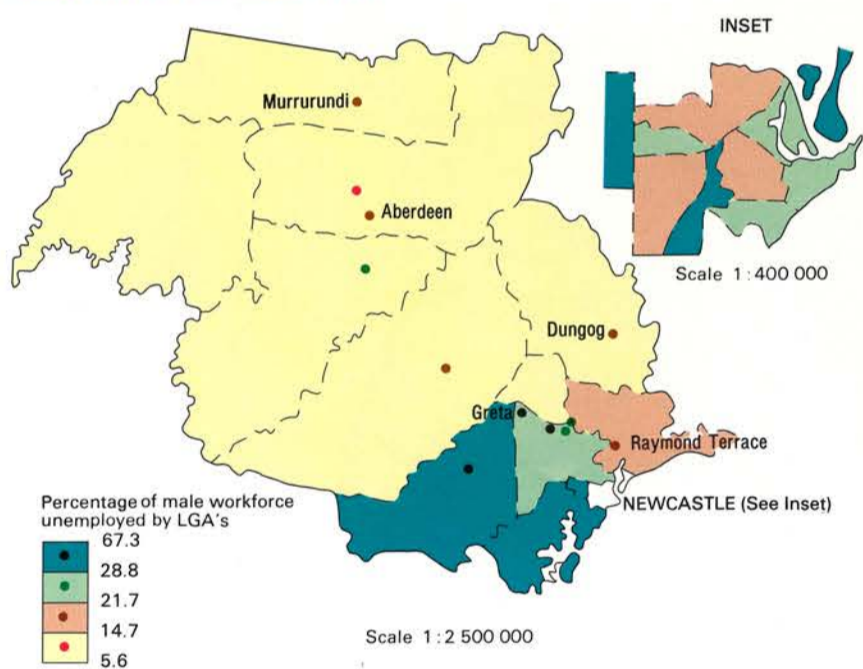 INSET
Murrurundi
Aberdeen
Scale 1 : 400 000
Dungog
Greta
Raymond Terrace
NEWCASTLE (See Inset)
Percentage of male workforce
unemployed by LGA's
67.3
28.8
21.7
14.7
5.6
Scale 1 : 2 500 000